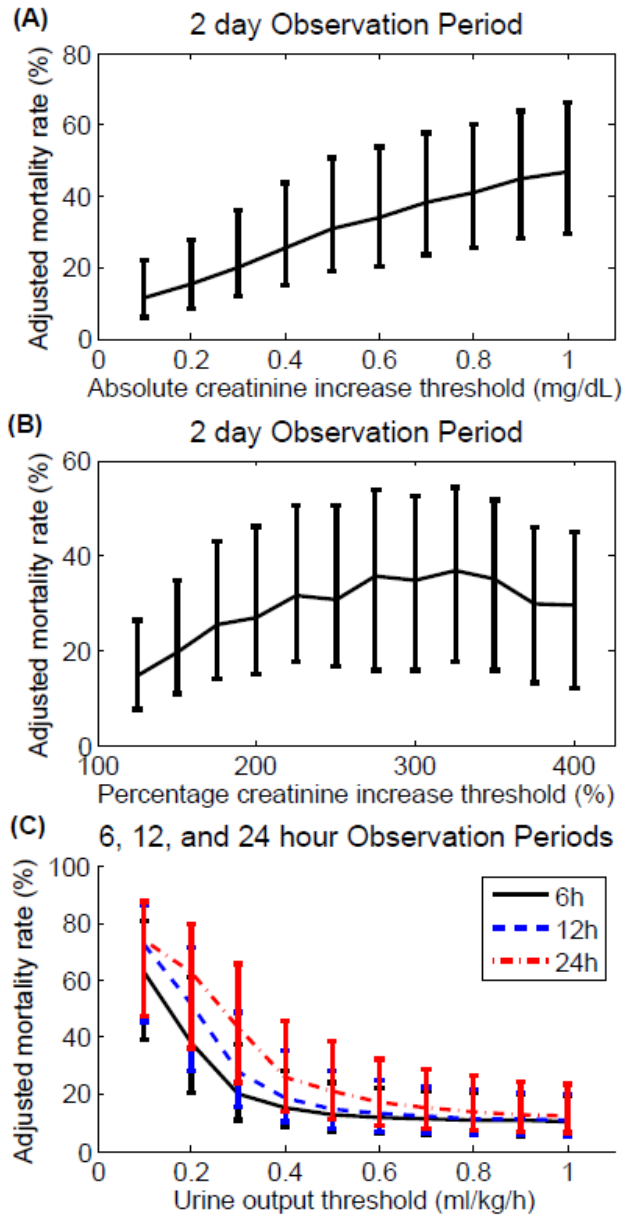 (A)
2 day Observation Period
Adjusted mortality rate (%)
80
60
40
20
0
0 0.2 0.4 0.6 0.8 1
Absolute creatinine increase threshold (mg/dL)
(B)
2 day Observation Period
Adjusted mortality rate (%)
60
40
20
0
100 200 300 400
Percentage creatinine increase threshold (%)
(C)
6, 12, and 24 hour Observation Periods
Adjusted mortality rate (%)
100
80
60
40
20
0
6h
12h
24h
0 0.2 0.4 0.6 0.8 1
Urine output threshold (ml/kg/h)